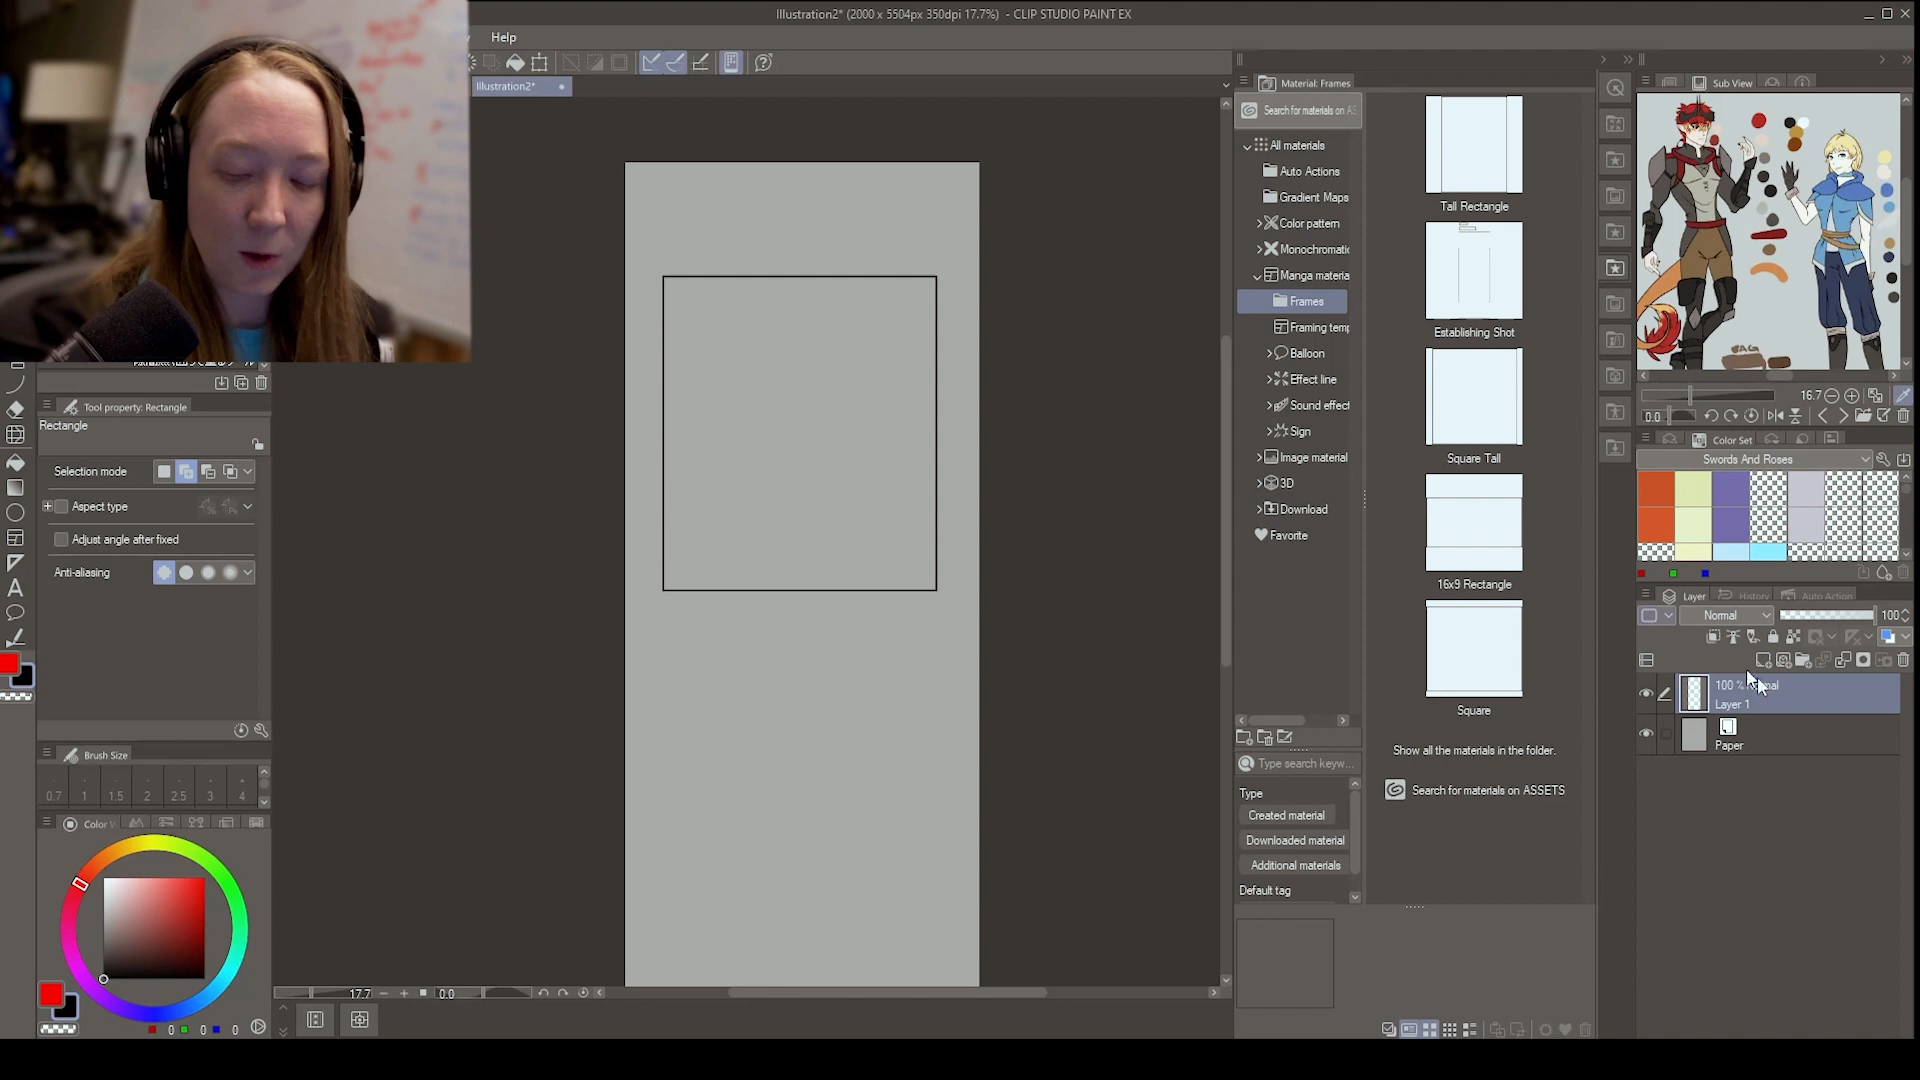 Illustration2* (2000 x 5504px 350dpi 17.7%) - CLIP STUDIO PAINT EX
Help
Illustration2*
Material: Frames
Search for materials on AS
All materials
Auto Actions
Gradient Maps
Color pattern
Monochromatic
Manga materia
Frames
Framing temp
Balloon
Effect line
Sound effect
Sign
Image material
3D
Download
Favorite
Type search keyw...
Type
Created material
Downloaded material
Additional materials
Default tag
Tall Rectangle
Establishing Shot
Square Tall
16x9 Rectangle
Square
Show all the materials in the folder.
Search for materials on ASSETS
Sub View
BAG
16.7
0.0
Color Set
Swords And Roses
Layer
History
Auto Action
Normal
100
100 %
Layer 1
Paper
Tool property: Rectangle
Rectangle
Selection mode
Aspect type
Adjust angle after fixed
Anti-aliasing
Brush Size
0.7 1 1.5 2 2.5 3 4
Color
0 0 0
17.7
0.0